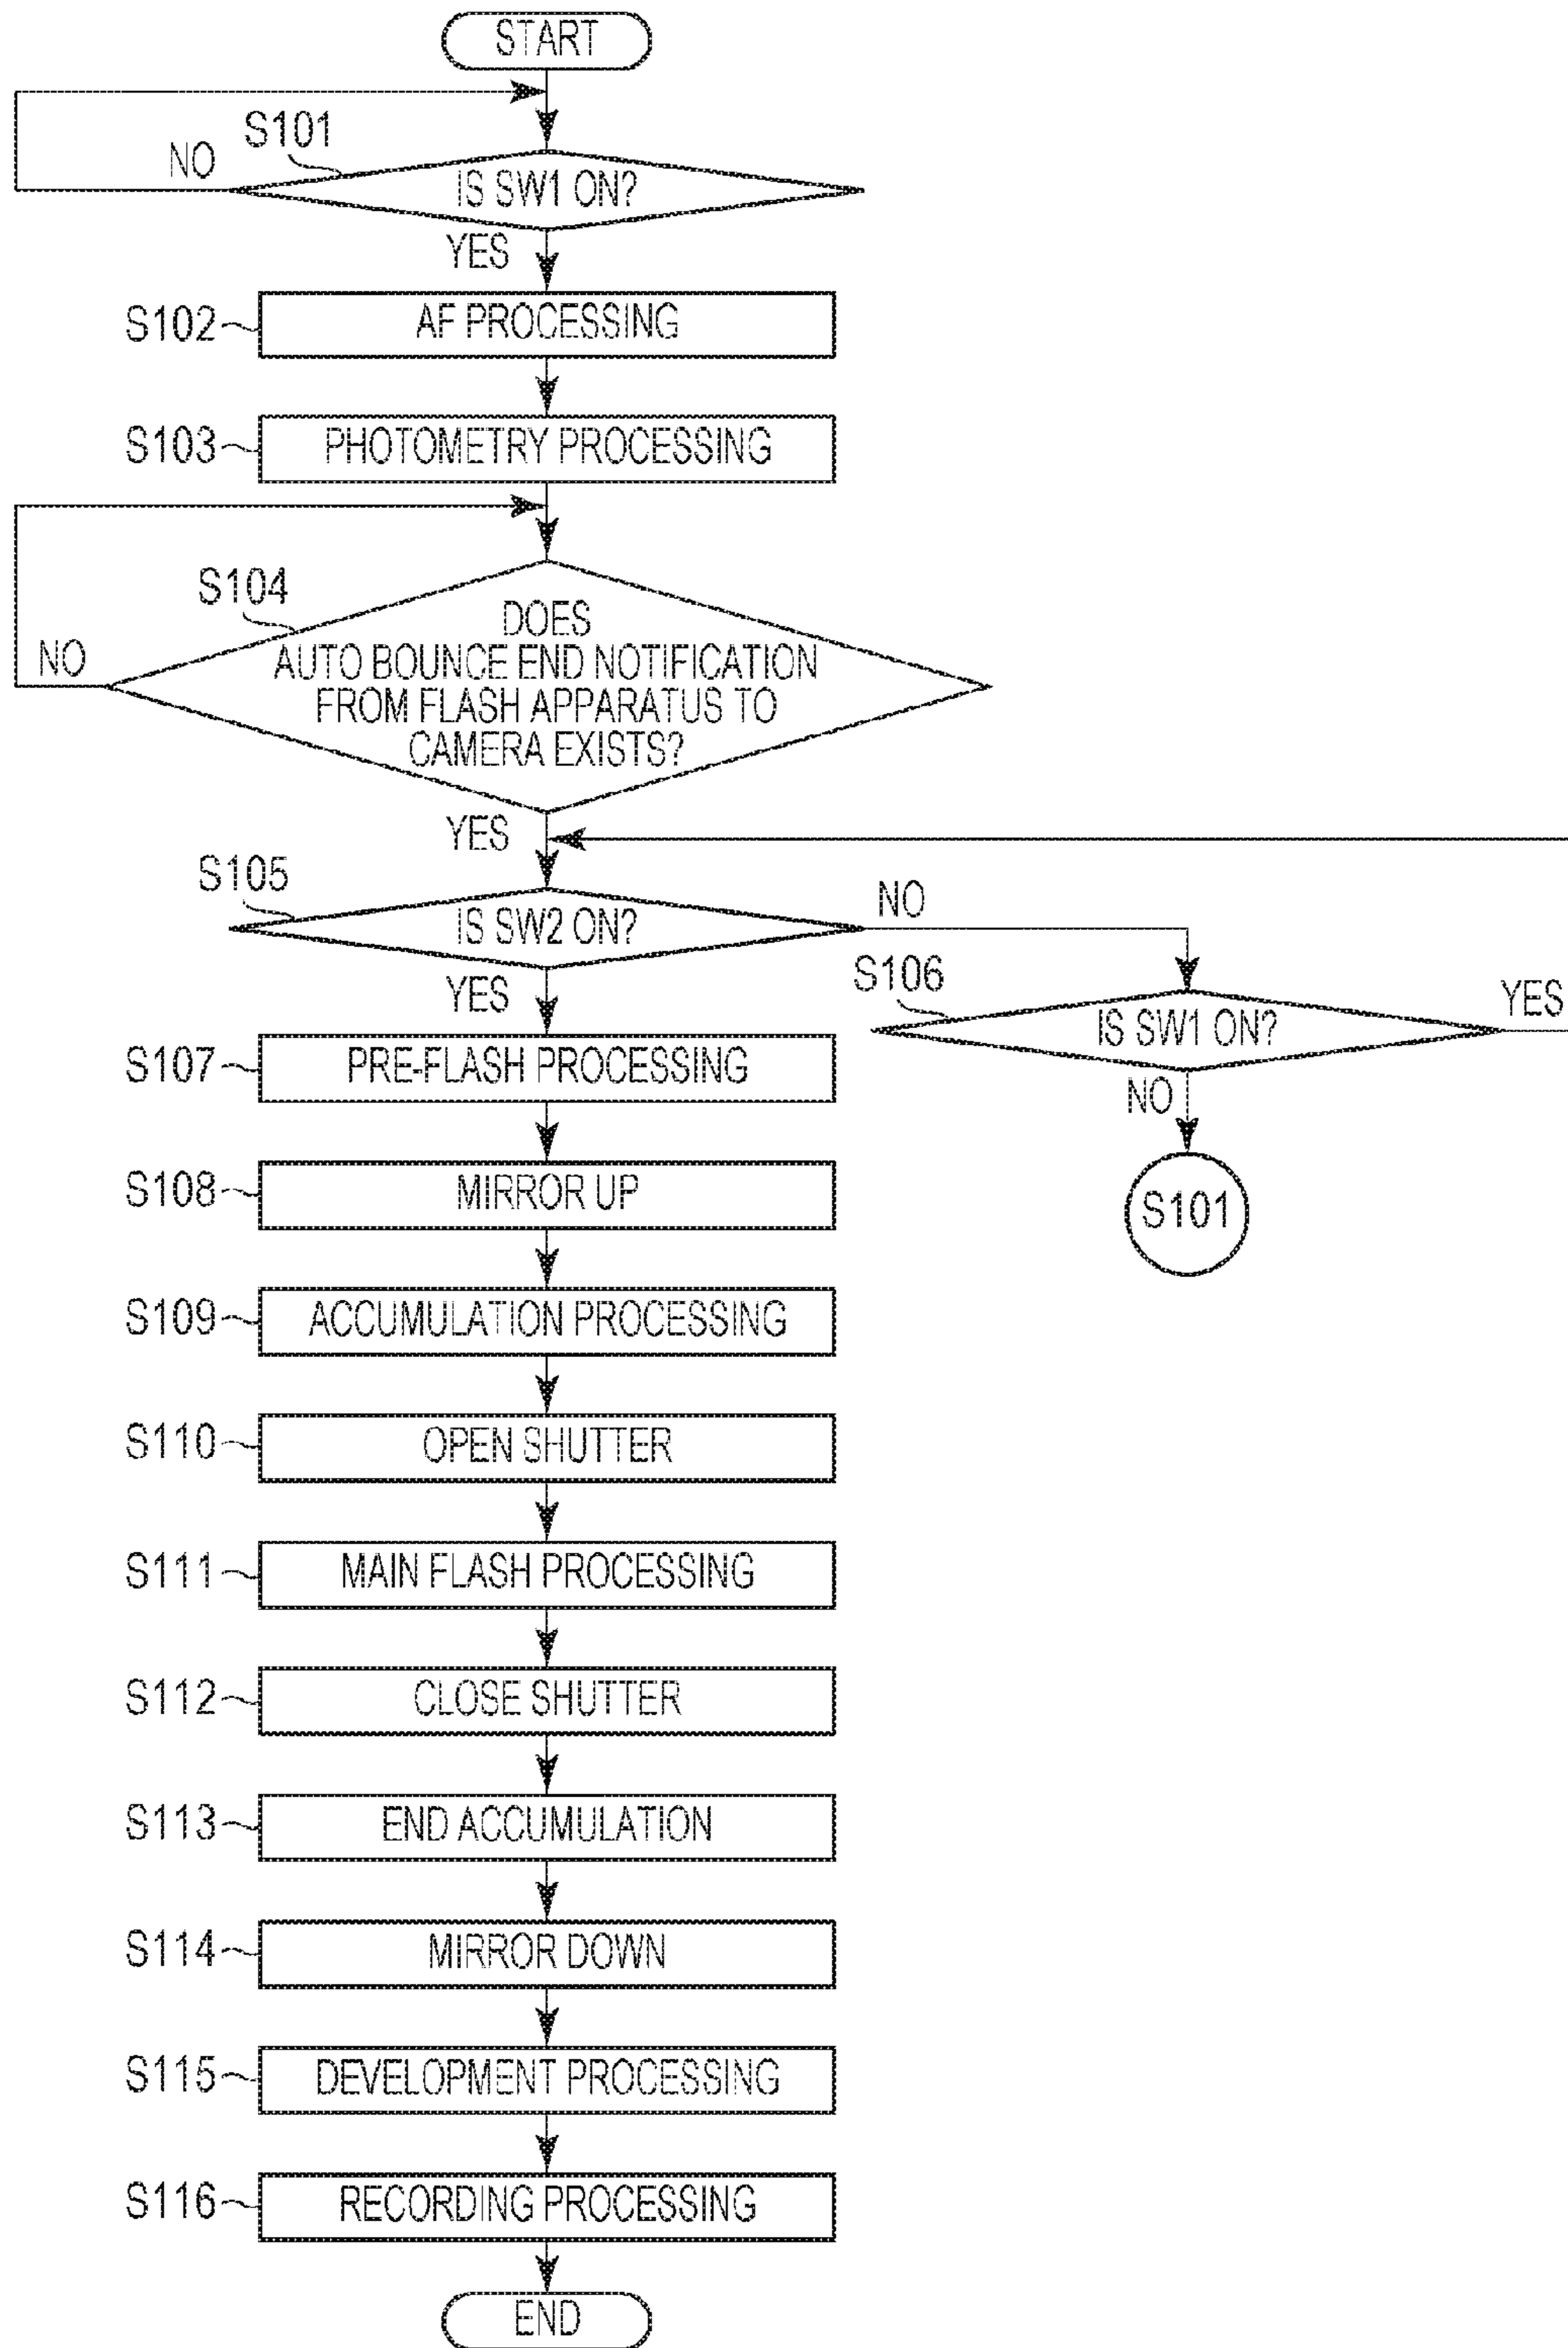 START
S101
NO
IS SW1 ON?
YES
S102
AF PROCESSING
S103
PHOTOMETRY PROCESSING
S104
NO
DOES
AUTO BOUNCE END NOTIFICATION
FROM FLASH APPARATUS TO
CAMERA EXISTS?
YES
S105
IS SW2 ON?
NO
YES
S106
IS SW1 ON?
YES
NO
S101
S107
PRE-FLASH PROCESSING
S108
MIRROR UP
S109
ACCUMULATION PROCESSING
S110
OPEN SHUTTER
S111
MAIN FLASH PROCESSING
S112
CLOSE SHUTTER
S113
END ACCUMULATION
S114
MIRROR DOWN
S115
DEVELOPMENT PROCESSING
S116
RECORDING PROCESSING
END